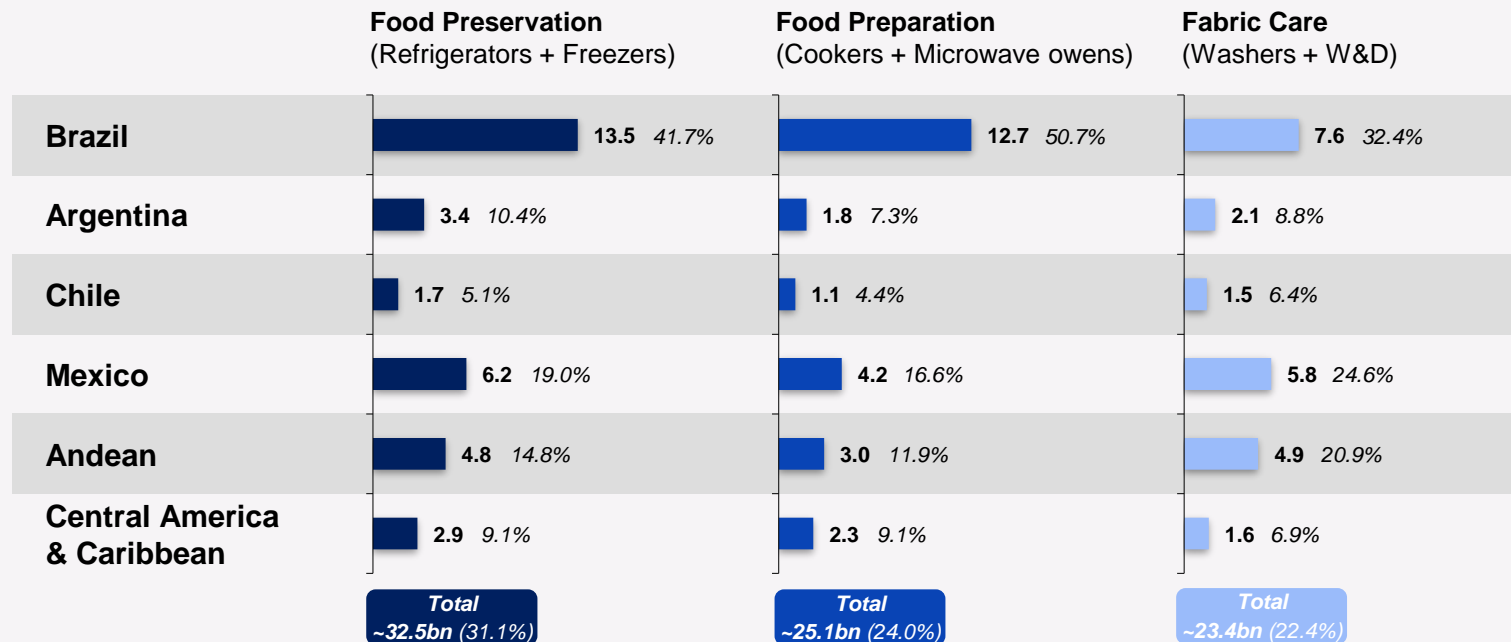 Food Preservation
(Refrigerators + Freezers)
Food Preparation
(Cookers + Microwave owens)
Fabric Care
(Washers + W&D)
Brazil
13.5 41.7%
12.7 50.7%
7.6 32.4%
Argentina
3.4 10.4%
1.8 7.3%
2.1 8.8%
Chile
1.7 5.1%
1.1 4.4%
1.5 6.4%
Mexico
6.2 19.0%
4.2 16.6%
5.8 24.6%
Andean
4.8 14.8%
3.0 11.9%
4.9 20.9%
Central America
& Caribbean
2.9 9.1%
2.3 9.1%
1.6 6.9%
Total
~32.5bn (31.1%)
Total
~25.1bn (24.0%)
Total
~23.4bn (22.4%)